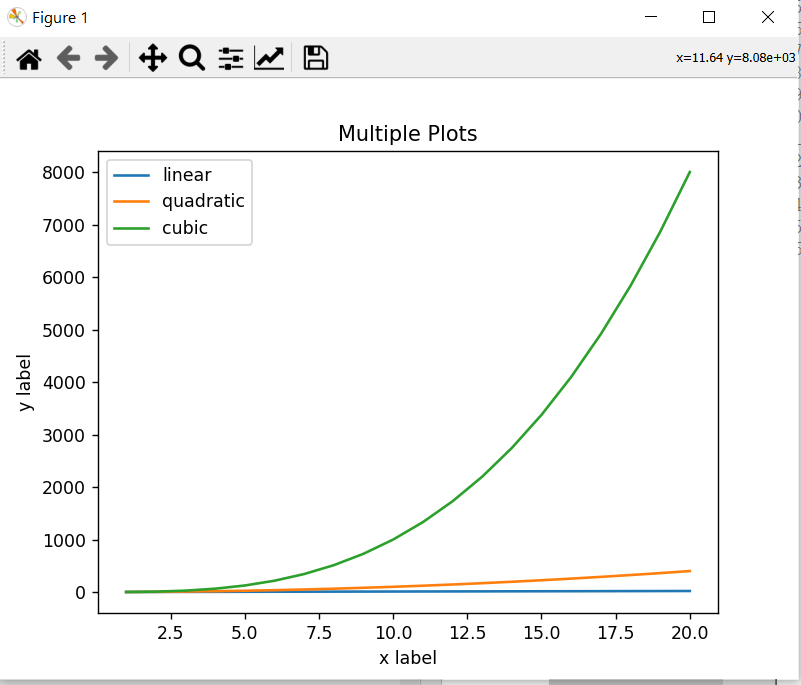 Figure 1
x=11.64 y=8.08e+03
Multiple Plots
linear
quadratic
cubic
8000
7000
6000
5000
4000
3000
2000
1000
0
y label
2.5 5.0 7.5 10.0 12.5 15.0 17.5 20.0
x label